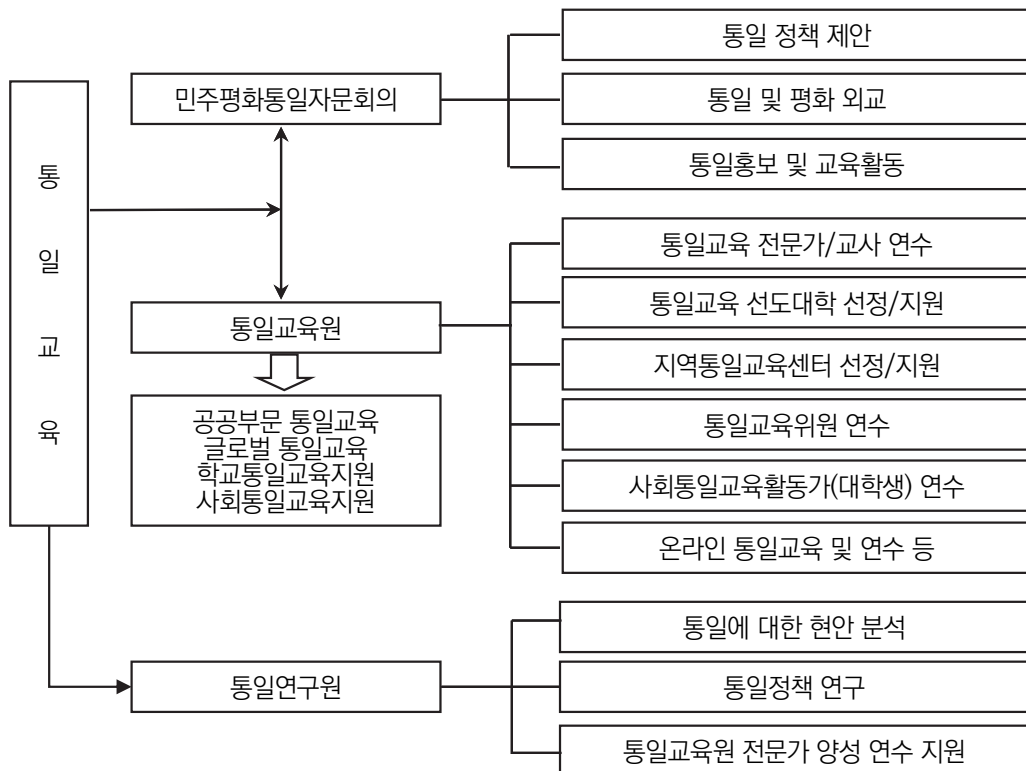 통
일
교
육
민주평화통일자문회의
통일 정책 제안
통일 및 평화 외교
통일홍보 및 교육활동
통일교육원
공공부문 통일교육
글로벌 통일교육
학교통일교육지원
사회통일교육지원
통일교육 전문가/교사 연수
통일교육 선도대학 선정/지원
지역통일교육센터 선정/지원
통일교육위원 연수
사회통일교육활동가(대학생) 연수
온라인 통일교육 및 연수 등
통일연구원
통일에 대한 현안 분석
통일정책 연구
통일교육원 전문가 양성 연수 지원